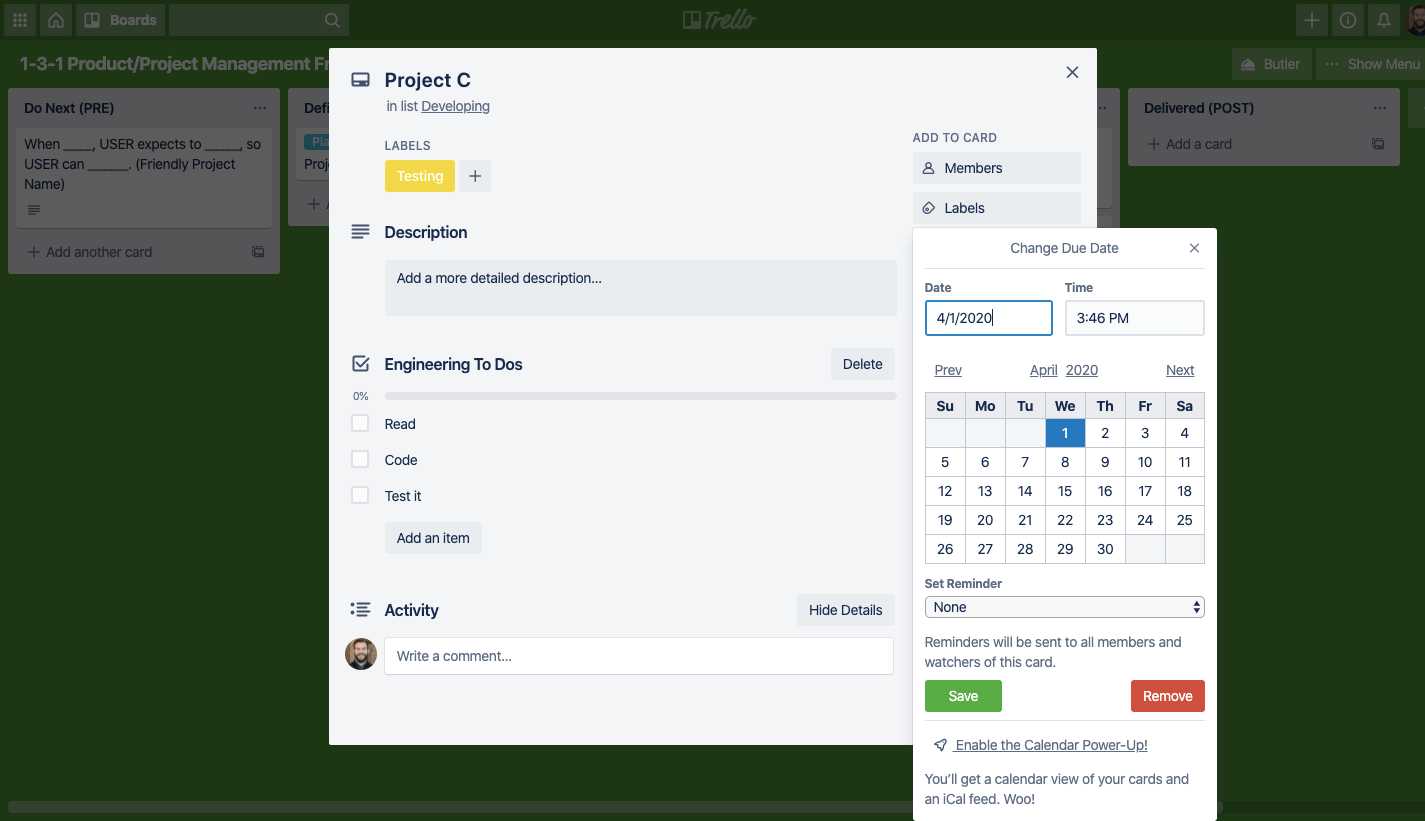 Boards
Trello
1-3-1 Product/Project Management Fr
Butler
... Show Menu
Do Next (PRE)
...
When _____, USER expects to ______, so
USER can _______. (Friendly Project
Name)
+ Add another card
Defi
Pla
Proj
+ A
...
Delivered (POST)
...
+ Add a card
Project C
in list Developing
LABELS
Testing
+
Description
Add a more detailed description...
Engineering To Dos
Delete
0%
Read
Code
Test it
Add an item
Activity
Hide Details
Write a comment...
ADD TO CARD
Members
Labels
Change Due Date
Date
Time
4/1/2020
3:46 PM
Prev April 2020 Next
Su Mo Tu We Th Fr Sa
1 2 3 4
5 6 7 8 9 10 11
12 13 14 15 16 17 18
19 20 21 22 23 24 25
26 27 28 29 30
Set Reminder
None
Reminders will be sent to all members and
watchers of this card.
Save
Remove
Enable the Calendar Power-Up!
You'll get a calendar view of your cards and
an iCal feed. Woo!